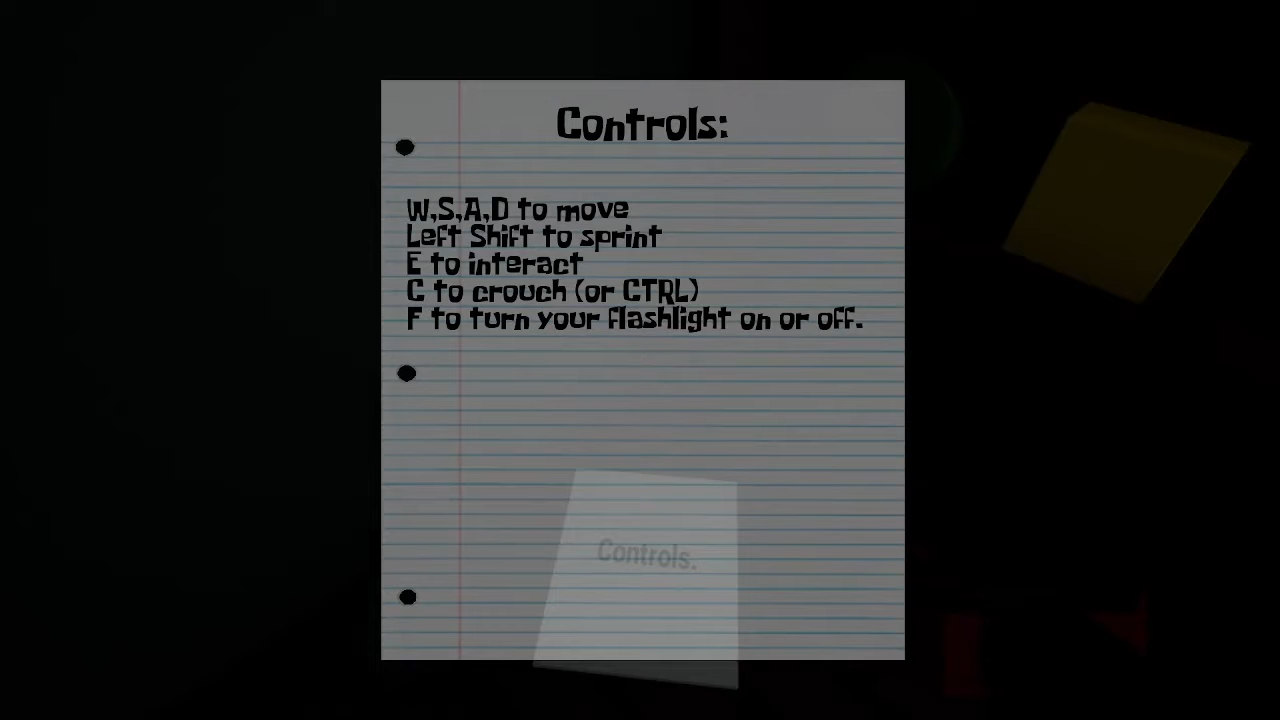 Controls:
W,S,A,D to move
Left Shift to sprint
E to interact
C to crouch (or CTRL)
F to turn your flashlight on or off.
Controls.